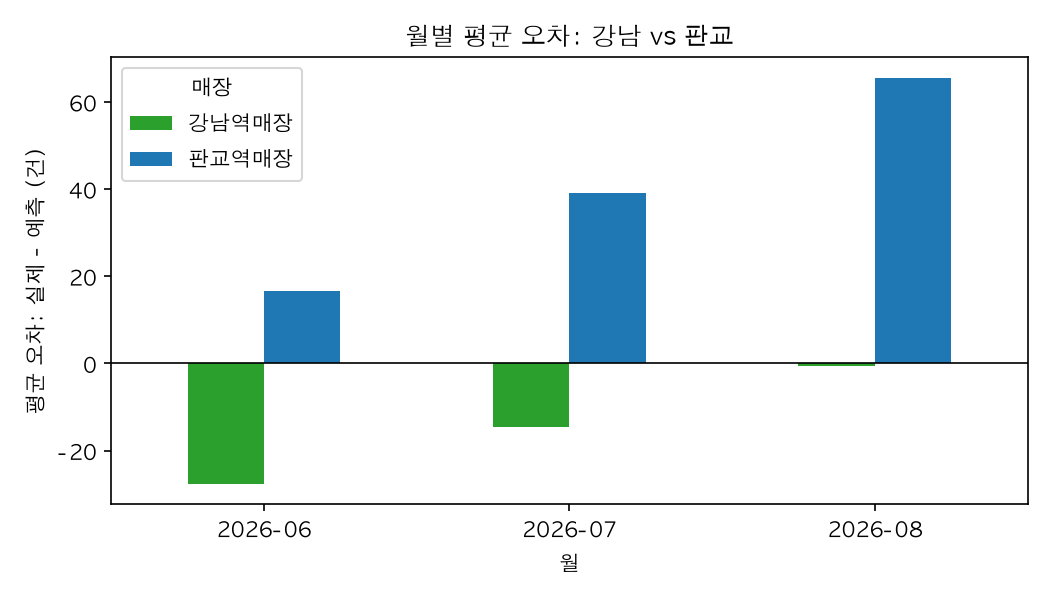 월별 평균 오차: 강남 vs 판교
매장
강남역매장
판교역매장
평균 오차: 실제 - 예측 (건)
60
40
20
0
-20
2026-06
2026-07
2026-08
월